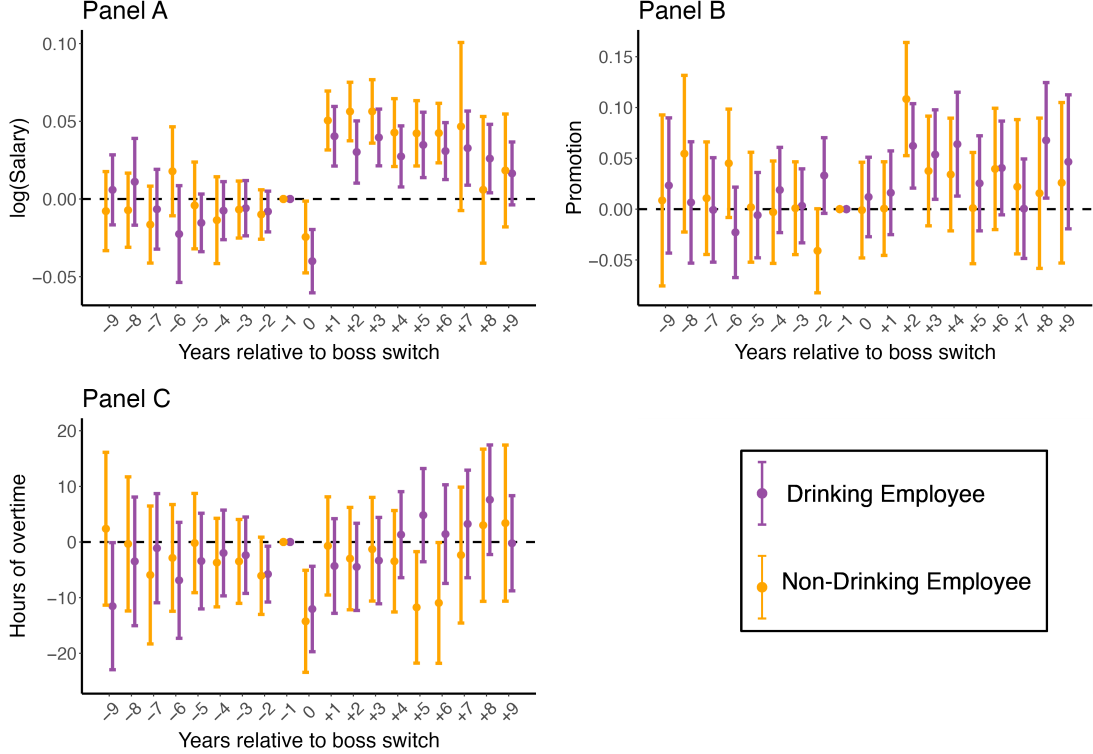 Panel A
log(Salary)
0.10
0.05
0.00
−0.05
−9 −8 −7 −6 −5 −4 −3 −2 −1 0 +1 +2 +3 +4 +5 +6 +7 +8 +9
Years relative to boss switch
Panel B
Promotion
0.15
0.10
0.05
0.00
−0.05
−9 −8 −7 −6 −5 −4 −3 −2 −1 0 +1 +2 +3 +4 +5 +6 +7 +8 +9
Years relative to boss switch
Panel C
Hours of overtime
20
10
0
−10
−20
−9 −8 −7 −6 −5 −4 −3 −2 −1 0 +1 +2 +3 +4 +5 +6 +7 +8 +9
Years relative to boss switch
Drinking Employee
Non-Drinking Employee